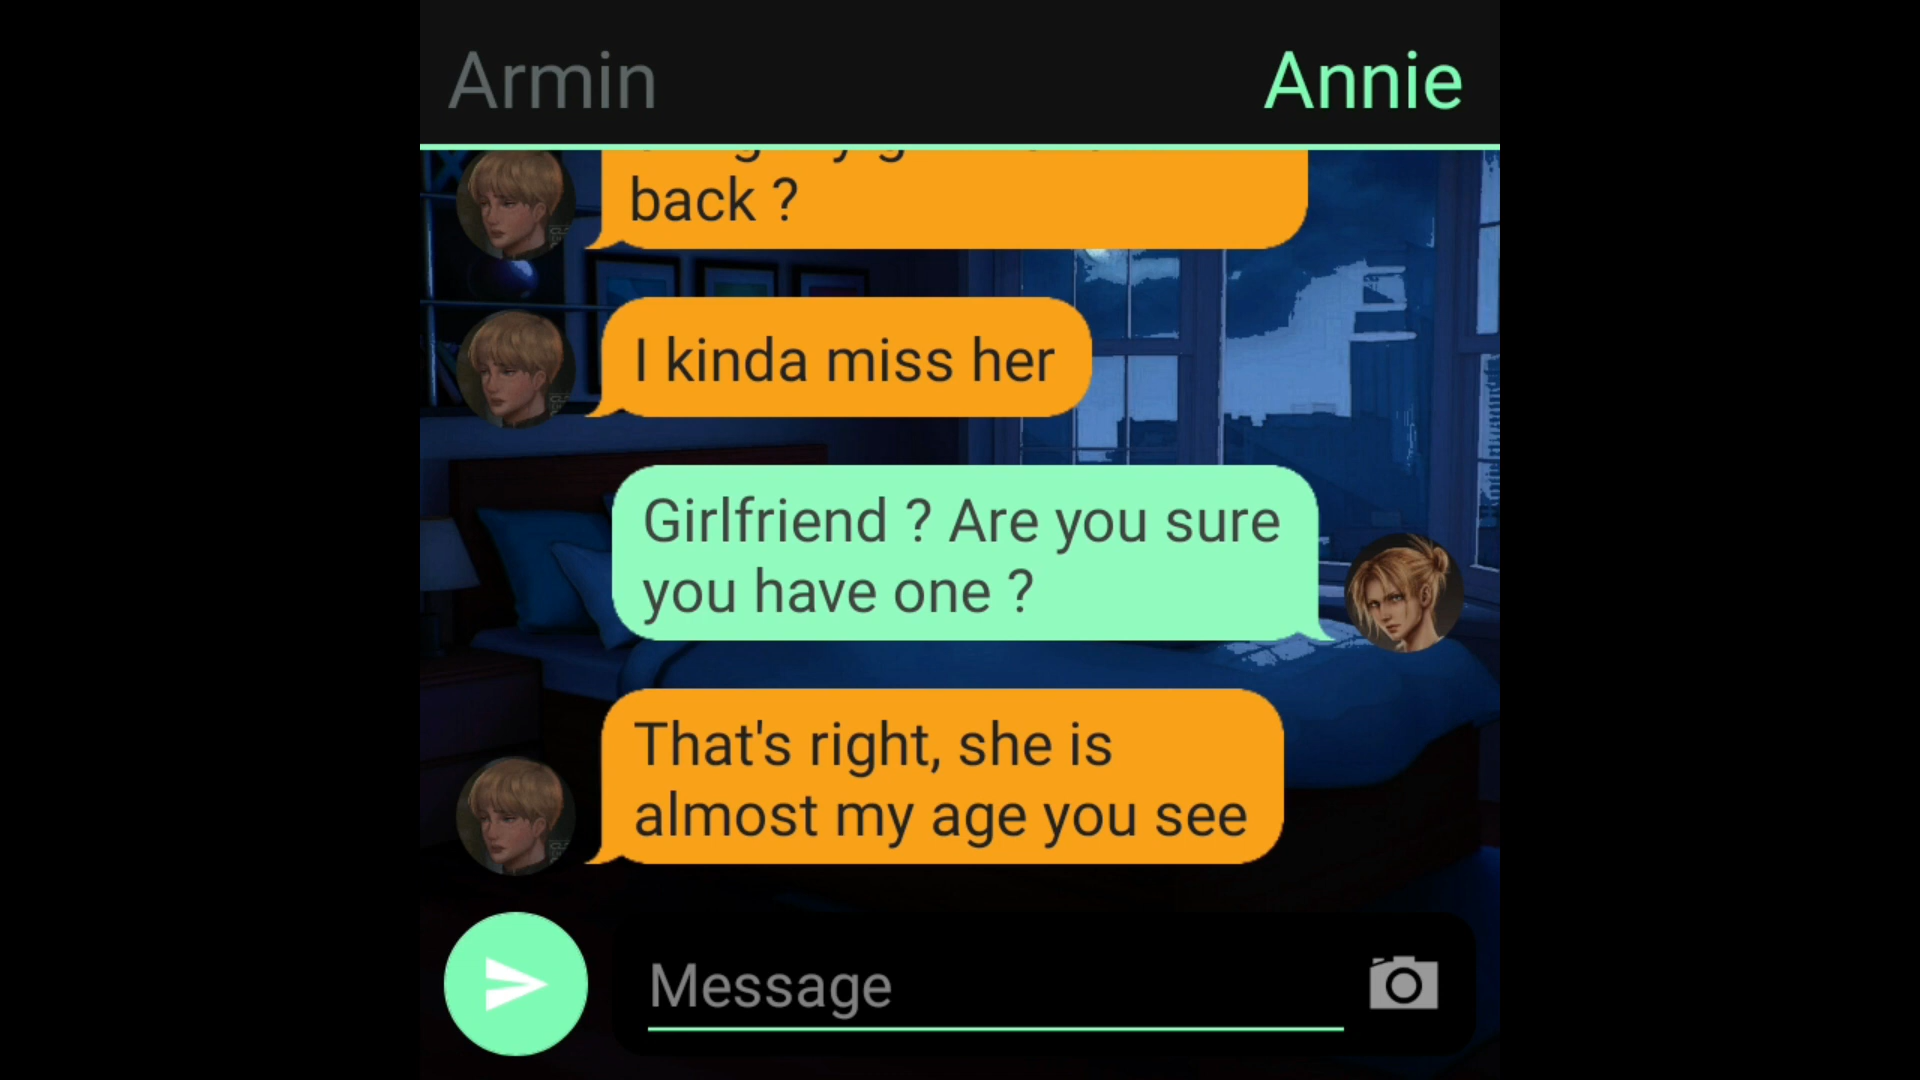 Armin
Annie
back ?
I kinda miss her
Girlfriend ? Are you sure
you have one ?
That's right, she is
almost my age you see
Message